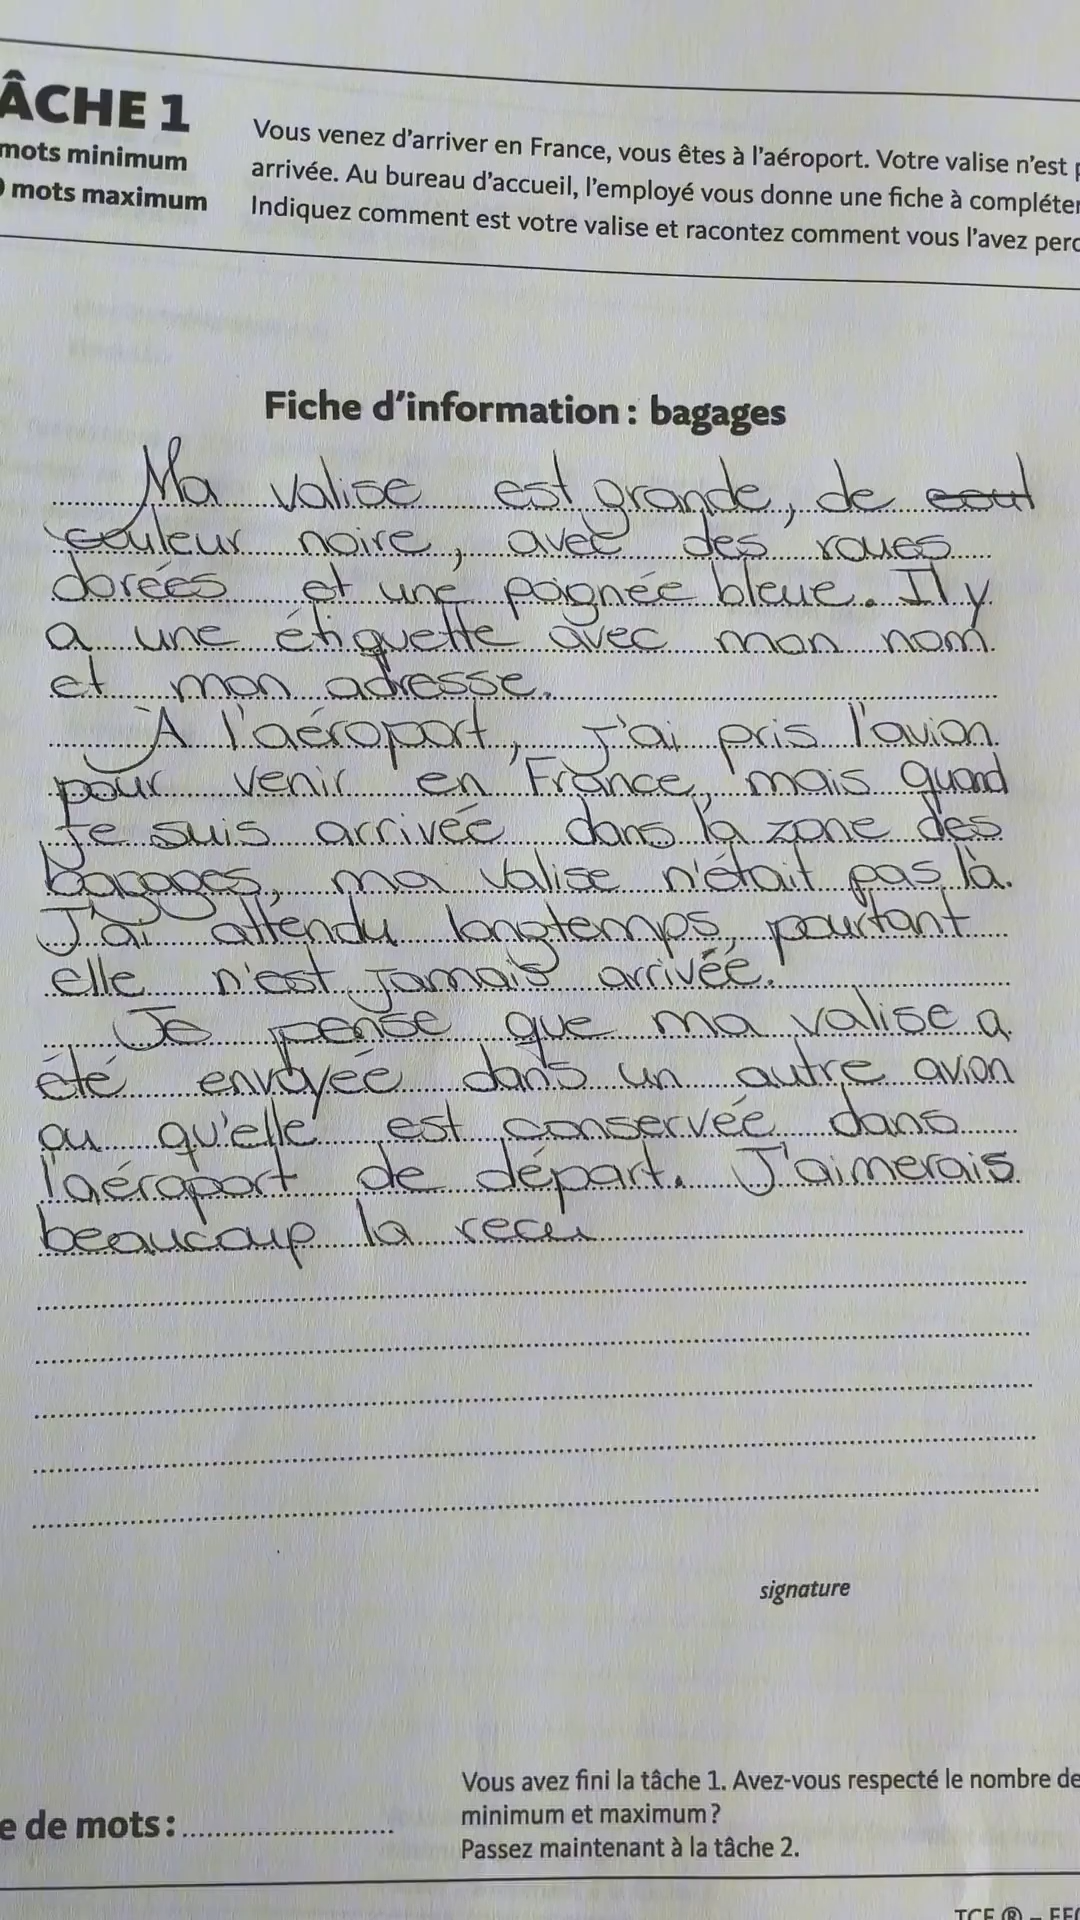 ÂCHE 1
mots minimum
mots maximum
Vous venez d'arriver en France, vous êtes à l'aéroport. Votre valise n'est p
arrivée. Au bureau d'accueil, l'employé vous donne une fiche à compléter
Indiquez comment est votre valise et racontez comment vous l'avez perd
Fiche d'information : bagages
Ma valise est grande, de coul
couleur noire, avec des roues
dorées et une poignée bleue. Il y
a une étiquette avec mon nom
et mon adresse.
À l'aéroport, j'ai pris l'avion
pour venir en France, mais quand
je suis arrivée dans la zone des
bagages, ma valise n'était pas là.
J'ai attendu longtemps, pourtant
elle n'est jamais arrivée.
Je pense que ma valise a
été envoyée dans un autre avion
ou qu'elle est conservée dans
l'aéroport de départ. J'aimerais
beaucoup la recu
signature
e de mots :
Vous avez fini la tâche 1. Avez-vous respecté le nombre de
minimum et maximum ?
Passez maintenant à la tâche 2.
TCF ® –